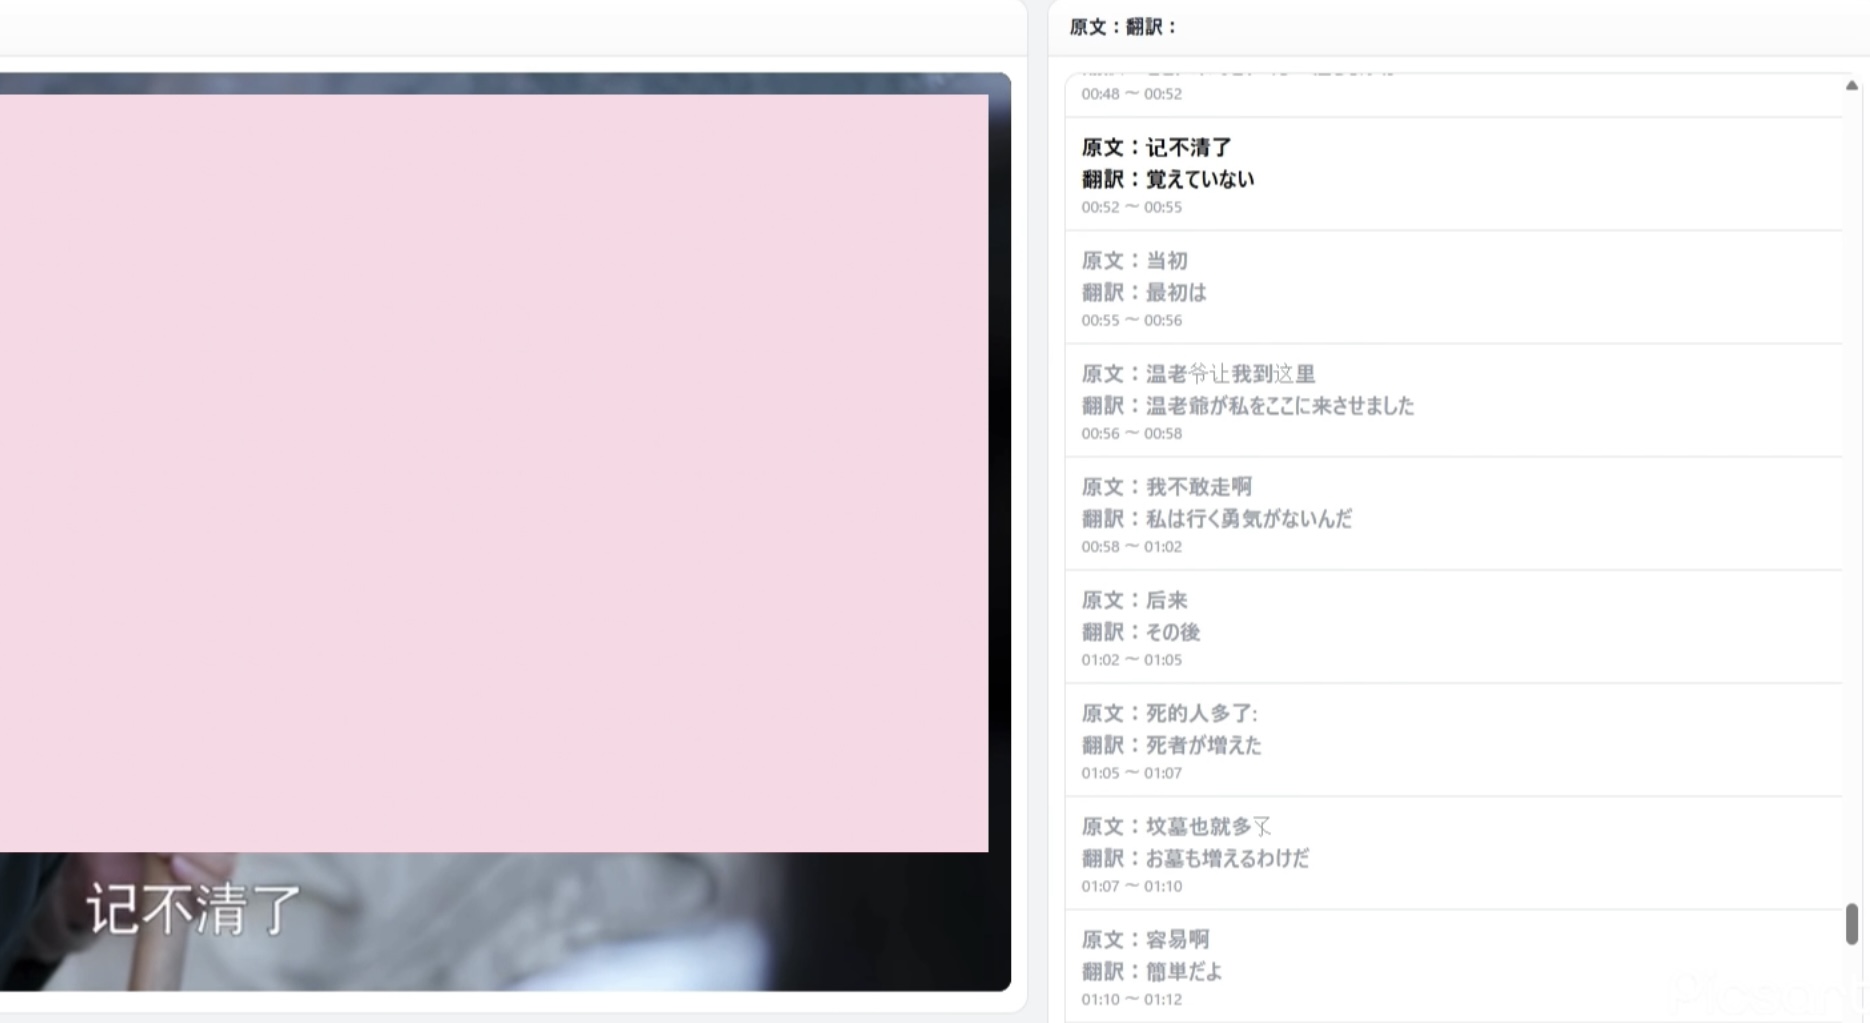 原文：翻訳：
00:48 ～ 00:52
原文：记不清了
翻訳：覚えていない
00:52 ～ 00:55
原文：当初
翻訳：最初は
00:55 ～ 00:56
原文：温老爷让我到这里
翻訳：温老爺が私をここに来させました
00:56 ～ 00:58
原文：我不敢走啊
翻訳：私は行く勇気がないんだ
00:58 ～ 01:02
原文：后来
翻訳：その後
01:02 ～ 01:05
原文：死的人多了:
翻訳：死者が増えた
01:05 ～ 01:07
原文：坟墓也就多了
翻訳：お墓も増えるわけだ
01:07 ～ 01:10
原文：容易啊
翻訳：簡単だよ
01:10 ～ 01:12
记不清了